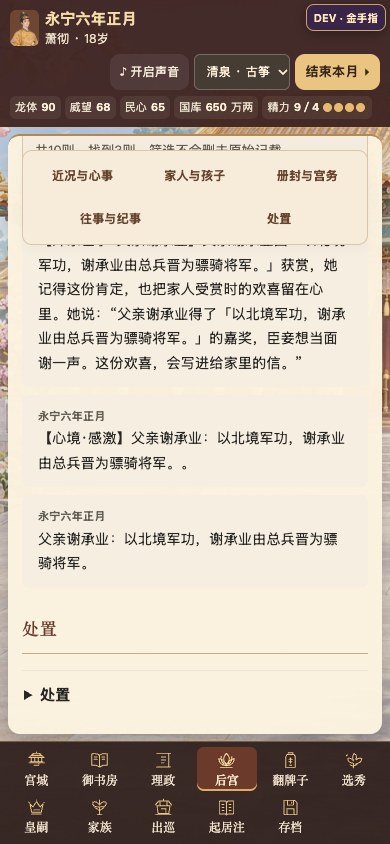 永宁六年正月
萧彻 · 18岁
DEV · 金手指
♪ 开启声音
清泉 · 古筝
结束本月
龙体 90
威望 68
民心 65
国库 650 万两
精力 9 / 4
近况与心事
家人与孩子
册封与宫务
往事与纪事
处置
军功，谢承业由总兵晋为骠骑将军。」获赏，她
记得这份肯定，也把家人受赏时的欢喜留在心
里。她说：“父亲谢承业得了「以北境军功，谢承
业由总兵晋为骠骑将军。」的嘉奖，臣妾想当面
谢一声。这份欢喜，会写进给家里的信。”
永宁六年正月
【心境·感激】父亲谢承业：以北境军功，谢承业
由总兵晋为骠骑将军。。
永宁六年正月
父亲谢承业：以北境军功，谢承业由总兵晋为骠
骑将军。
处置
▶ 处置
宫城
御书房
理政
后宫
翻牌子
选秀
皇嗣
家族
出巡
起居注
存档